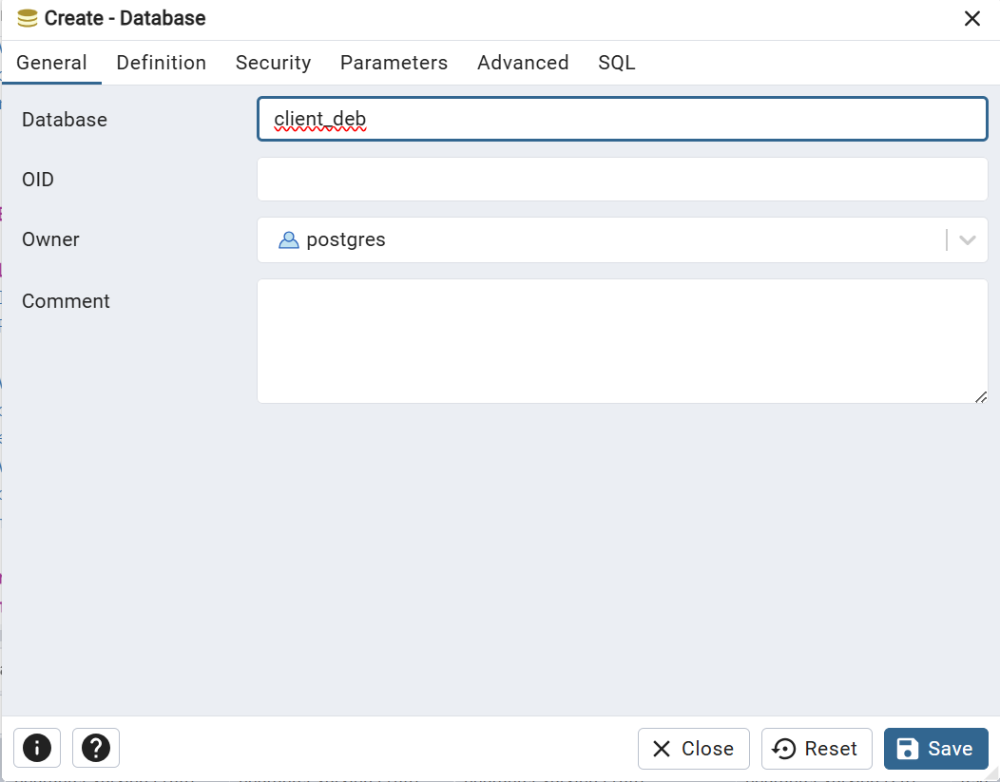 Create - Database
General Definition Security Parameters Advanced SQL
Database
client_deb
OID
Owner
postgres
Comment
Close Reset Save